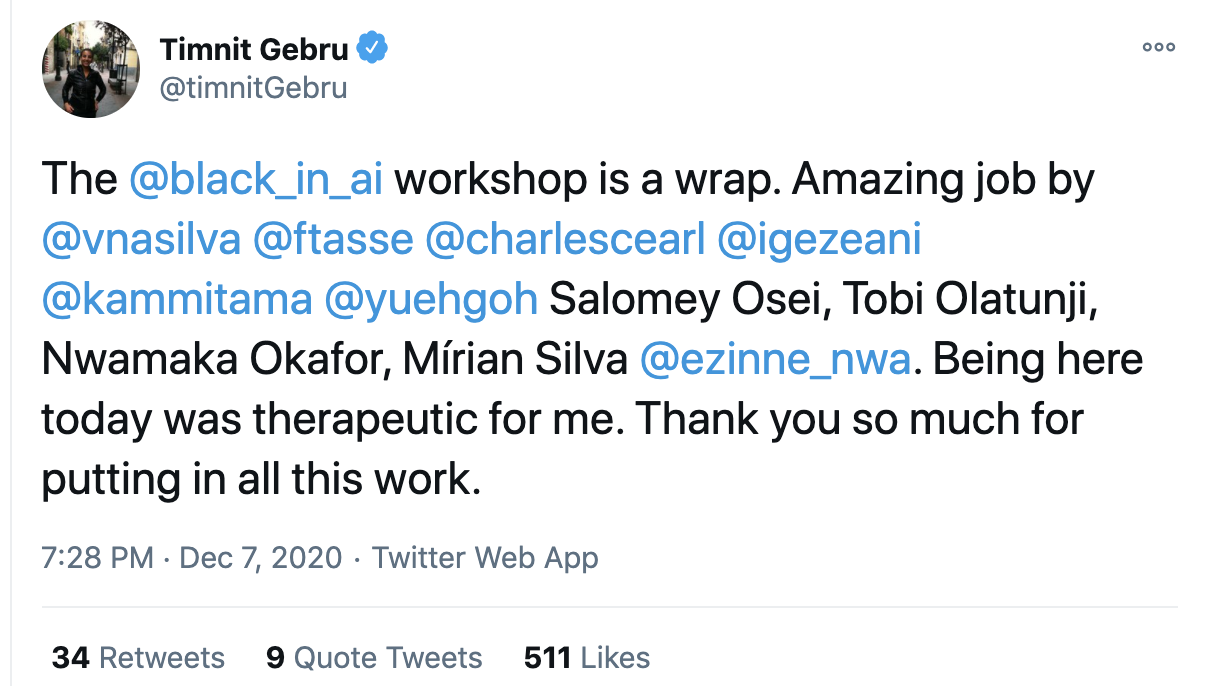 Timnit Gebru
@timnitGebru
The @black_in_ai workshop is a wrap. Amazing job by
@vnasilva @ftasse @charlescearl @igezeani
@kammitama @yuehgoh Salomey Osei, Tobi Olatunji,
Nwamaka Okafor, Mírian Silva @ezinne_nwa. Being here
today was therapeutic for me. Thank you so much for
putting in all this work.
7:28 PM · Dec 7, 2020 · Twitter Web App
34 Retweets 9 Quote Tweets 511 Likes